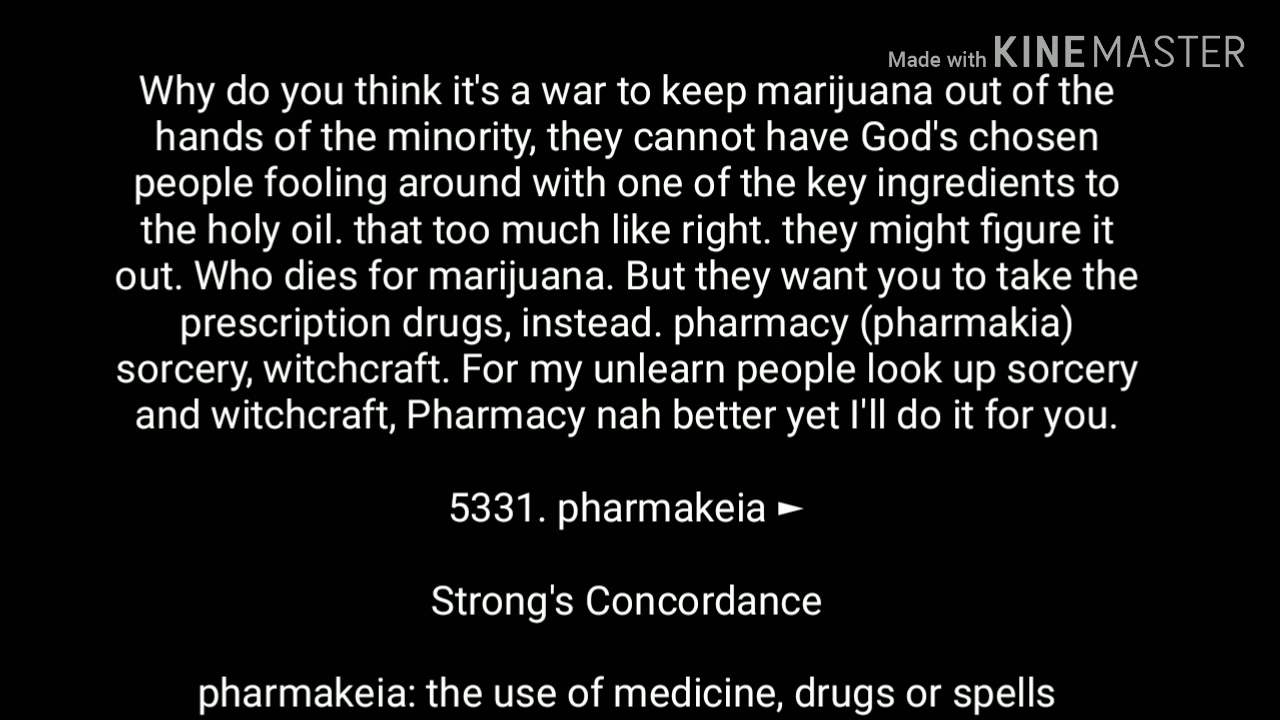 Made with KINEMASTER
Why do you think it's a war to keep marijuana out of the
hands of the minority, they cannot have God's chosen
people fooling around with one of the key ingredients to
the holy oil. that too much like right. they might figure it
out. Who dies for marijuana. But they want you to take the
prescription drugs, instead. pharmacy (pharmakia)
sorcery, witchcraft. For my unlearn people look up sorcery
and witchcraft, Pharmacy nah better yet I'll do it for you.
5331. pharmakeia ►
Strong's Concordance
pharmakeia: the use of medicine, drugs or spells